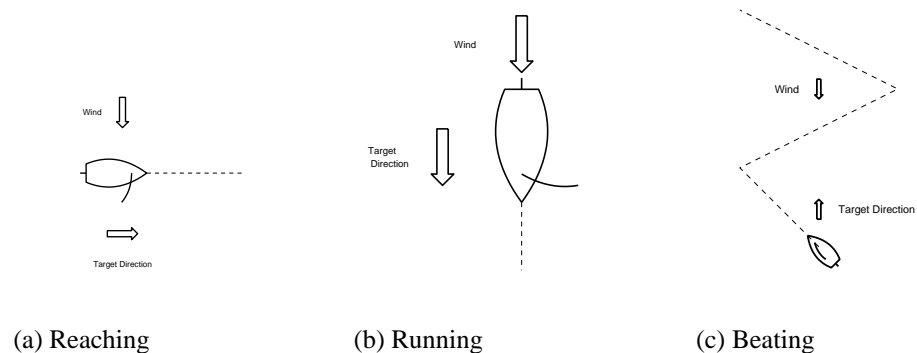 Wind
Target
Direction
Wind
Target Direction
Wind
Target Direction
(a) Reaching
(b) Running
(c) Beating